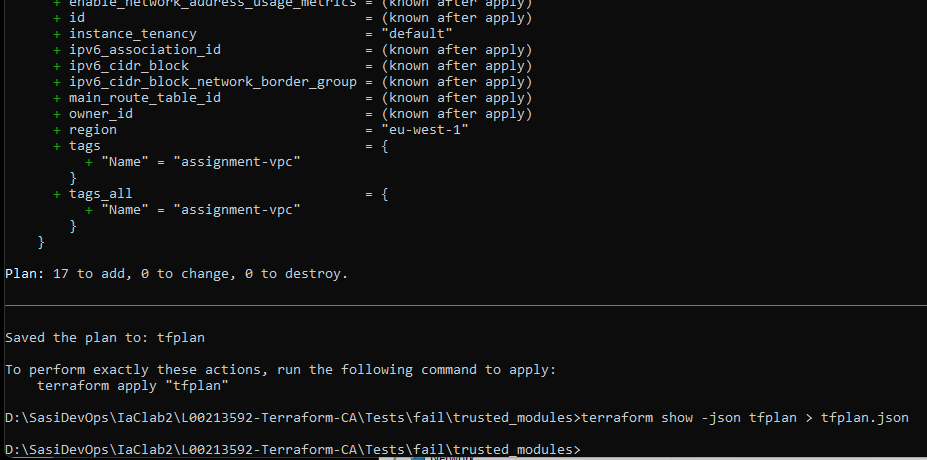 + enable_network_address_usage_metrics = (known after apply)
+ id = (known after apply)
+ instance_tenancy = "default"
+ ipv6_association_id = (known after apply)
+ ipv6_cidr_block = (known after apply)
+ ipv6_cidr_block_network_border_group = (known after apply)
+ main_route_table_id = (known after apply)
+ owner_id = (known after apply)
+ region = "eu-west-1"
+ tags = {
+ "Name" = "assignment-vpc"
}
+ tags_all = {
+ "Name" = "assignment-vpc"
}
}
Plan: 17 to add, 0 to change, 0 to destroy.
Saved the plan to: tfplan
To perform exactly these actions, run the following command to apply:
terraform apply "tfplan"
D:\SasiDevOps\IaClab2\L00213592-Terraform-CA\Tests\fail\trusted_modules>terraform show -json tfplan > tfplan.json
D:\SasiDevOps\IaClab2\L00213592-Terraform-CA\Tests\fail\trusted_modules>